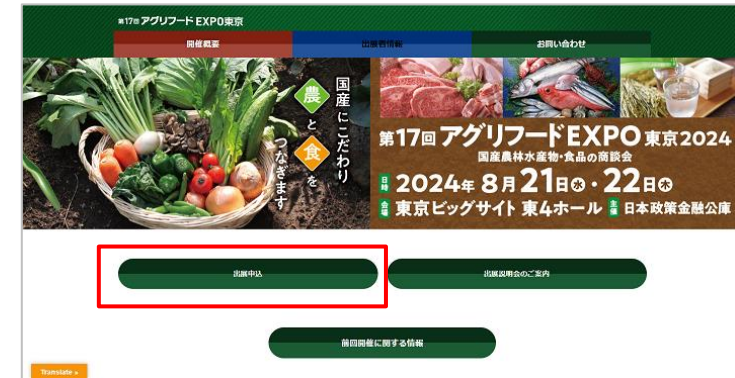 第17回 アグリフード EXPO東京
開催概要
出展者情報
お問い合わせ
農と食をつなぎます
国産にこだわり
第17回 アグリフードEXPO 東京2024
国産農林水産物・食品の商談会
日時 2024年 8月21日水・22日木
会場 東京ビッグサイト 東4ホール 主催 日本政策金融公庫
出展申込
出展説明会のご案内
前回開催に関する情報
Translate »